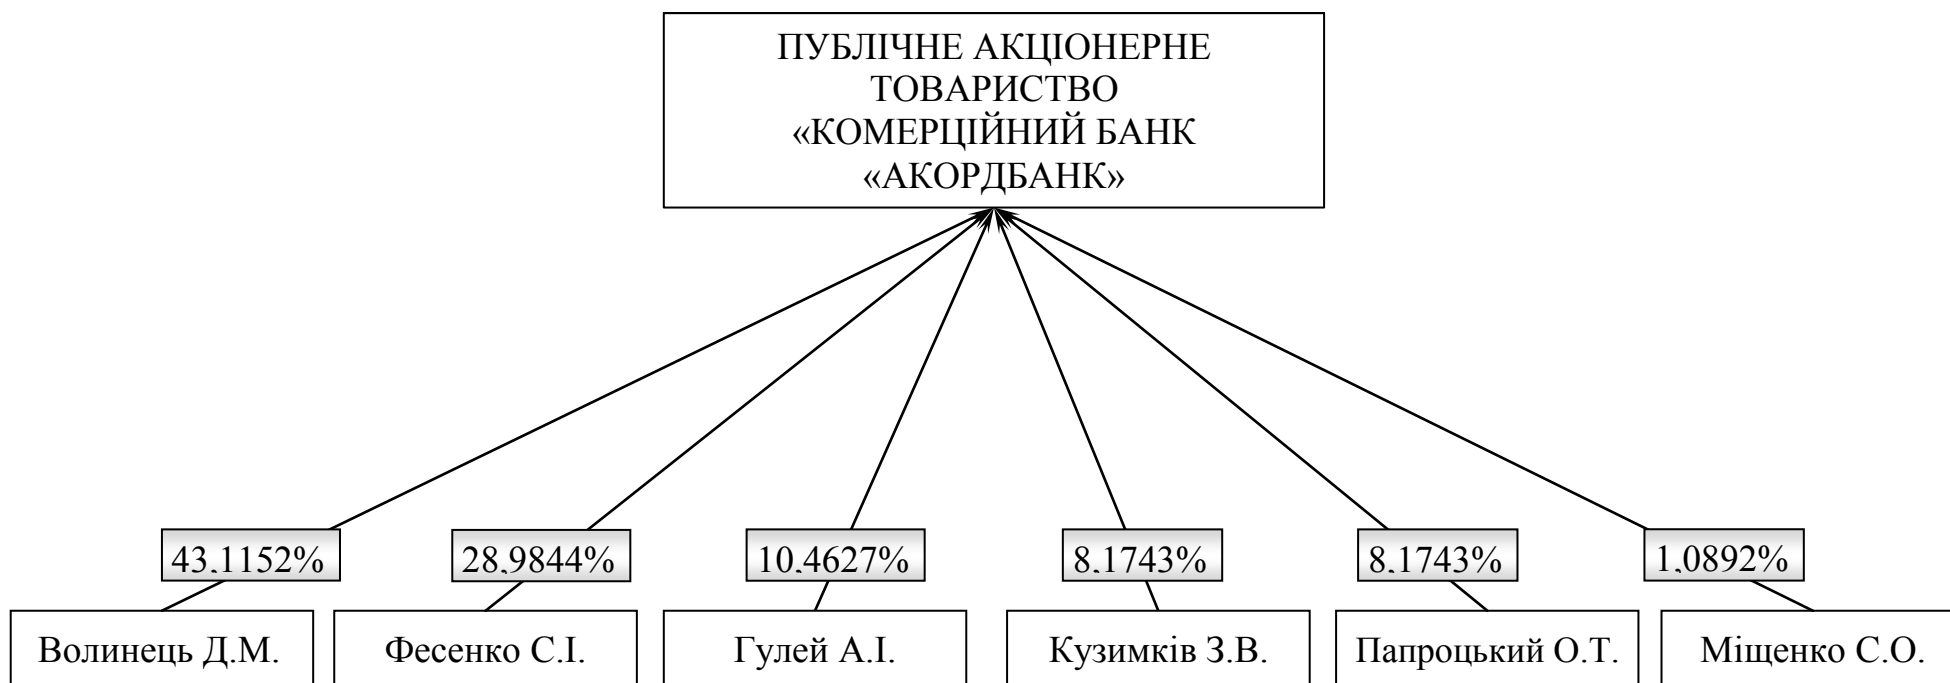 ПУБЛІЧНЕ АКЦІОНЕРНЕ
ТОВАРИСТВО
«КОМЕРЦІЙНИЙ БАНК
«АКОРДБАНК»
43,1152%
28,9844%
10,4627%
8,1743%
8,1743%
1,0892%
Волинець Д.М.
Фесенко С.І.
Гулей А.І.
Кузимків З.В.
Папроцький О.Т.
Міщенко С.О.